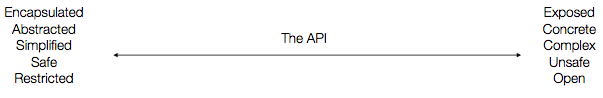 Encapsulated
Abstracted
Simplified
Safe
Restricted
The API
Exposed
Concrete
Complex
Unsafe
Open